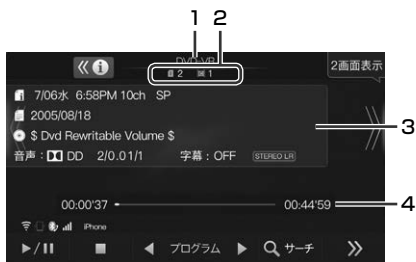 1 2
DVD-VR
2 1
2画面表示
7/06水 6:58PM 10ch SP
2005/08/18
3
$ Dvd Rewritable Volume $
音声：DD 2/0.01/1 字幕：OFF STEREO LR
00:00'37 00:44'59
4
iPhone
プログラム サーチ